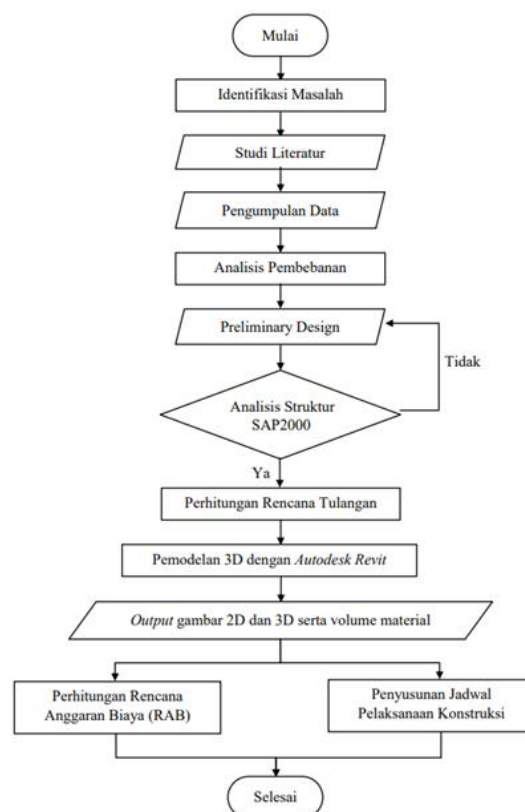 Mulai
Identifikasi Masalah
Studi Literatur
Pengumpulan Data
Analisis Pembebanan
Preliminary Design
Tidak
Analisis Struktur
SAP2000
Ya
Perhitungan Rencana Tulangan
Pemodelan 3D dengan Autodesk Revit
Output gambar 2D dan 3D serta volume material
Perhitungan Rencana
Anggaran Biaya (RAB)
Penyusunan Jadwal
Pelaksanaan Konstruksi
Selesai